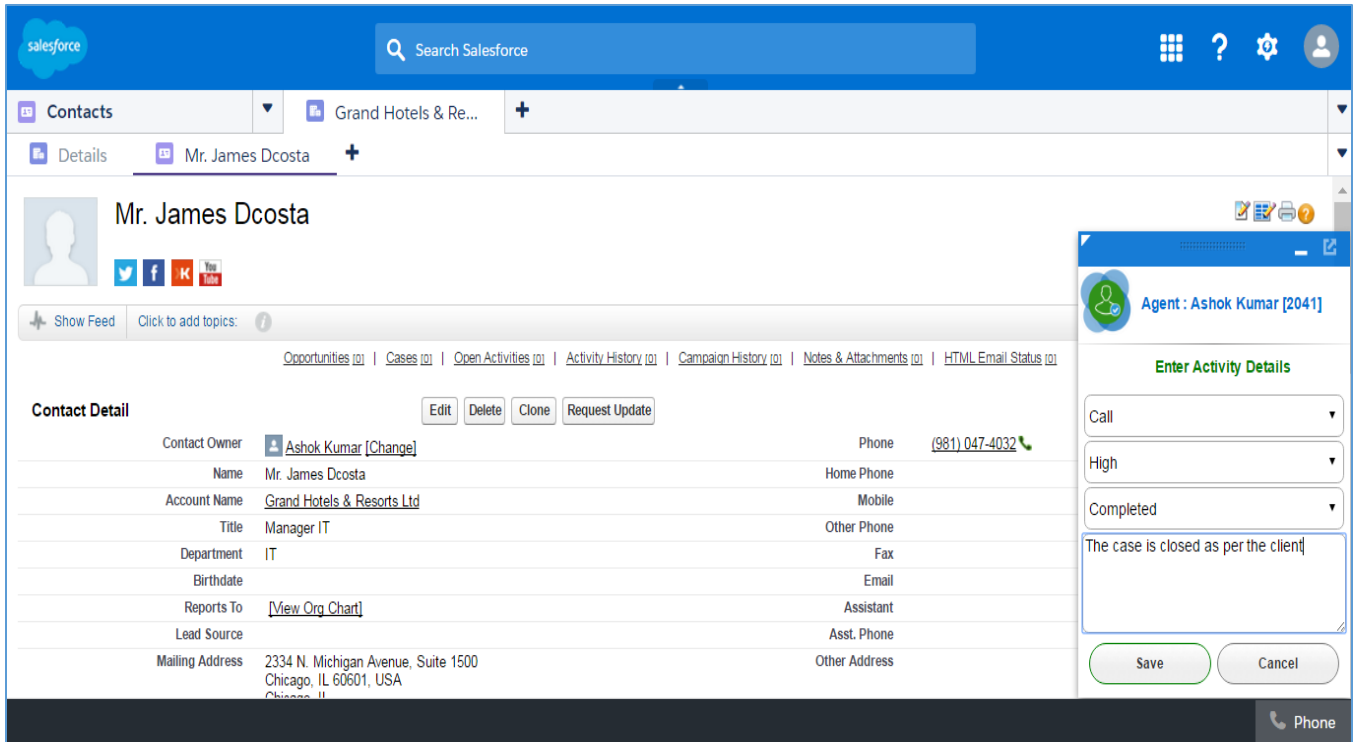 salesforce
Search Salesforce
?
Contacts
Grand Hotels & Re...
Details
Mr. James Dcosta
Mr. James Dcosta
You Tube
Show Feed
Click to add topics:
Opportunities [0] | Cases [0] | Open Activities [0] | Activity History [0] | Campaign History [0] | Notes & Attachments [0] | HTML Email Status [0]
Contact Detail
Edit Delete Clone Request Update
Contact Owner Ashok Kumar [Change]
Phone (981) 047-4032
Name Mr. James Dcosta
Home Phone
Account Name Grand Hotels & Resorts Ltd
Mobile
Title Manager IT
Other Phone
Department IT
Fax
Birthdate
Email
Reports To [View Org Chart]
Assistant
Lead Source
Asst. Phone
Mailing Address 2334 N. Michigan Avenue, Suite 1500
Other Address
Chicago, IL 60601, USA
Agent : Ashok Kumar [2041]
Enter Activity Details
Call
High
Completed
The case is closed as per the client
Save
Cancel
Phone